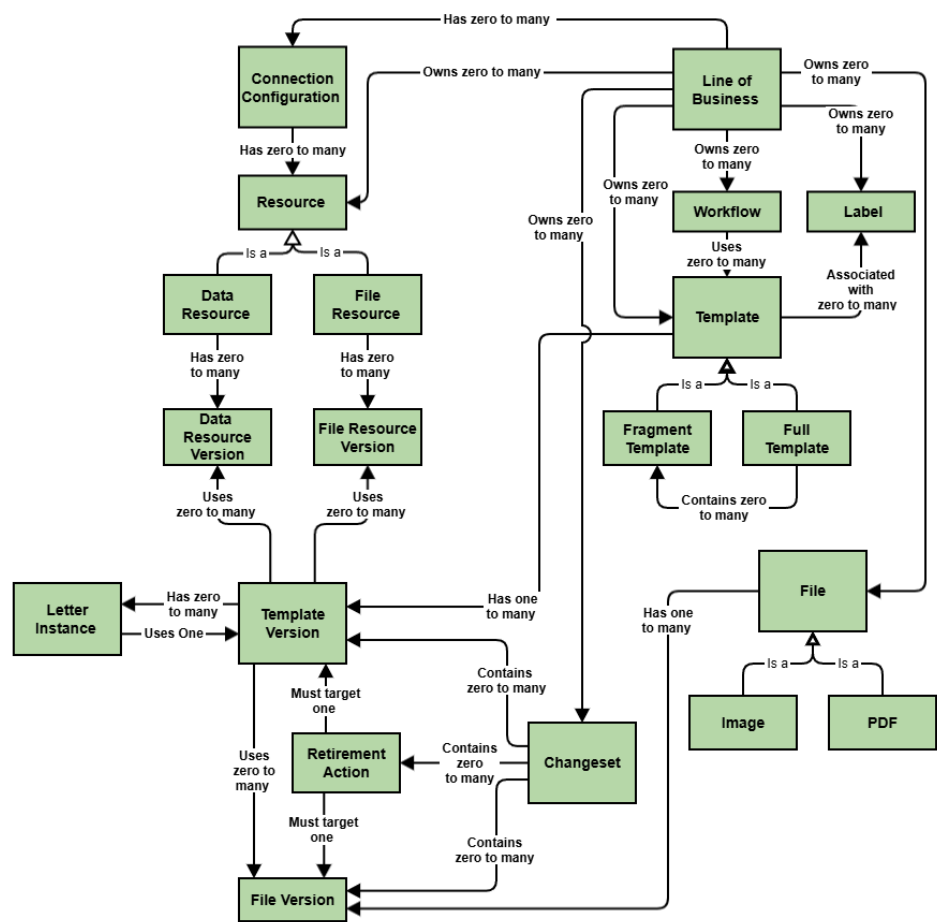 Has zero to many
Connection
Configuration
Line of
Business
Owns zero to many
Owns zero
to many
Owns zero
to many
Has zero to many
Owns zero
to many
Owns zero
to many
Resource
Workflow
Label
Owns zero
to many
Is a
Is a
Uses
zero to many
Associated
with
zero to many
Data
Resource
File
Resource
Template
Has zero
to many
Has zero
to many
Is a
Is a
Data
Resource
Version
File Resource
Version
Fragment
Template
Full
Template
Uses
zero to many
Uses
zero to many
Contains zero
to many
Letter
Instance
Has zero
to many
Uses One
Template
Version
Has one
to many
Has one
to many
File
Is a
Is a
Must target
one
Contains
zero to many
Image
PDF
Uses
zero to
many
Retirement
Action
Contains
zero
to many
Changeset
Must target
one
Contains
zero to many
File Version